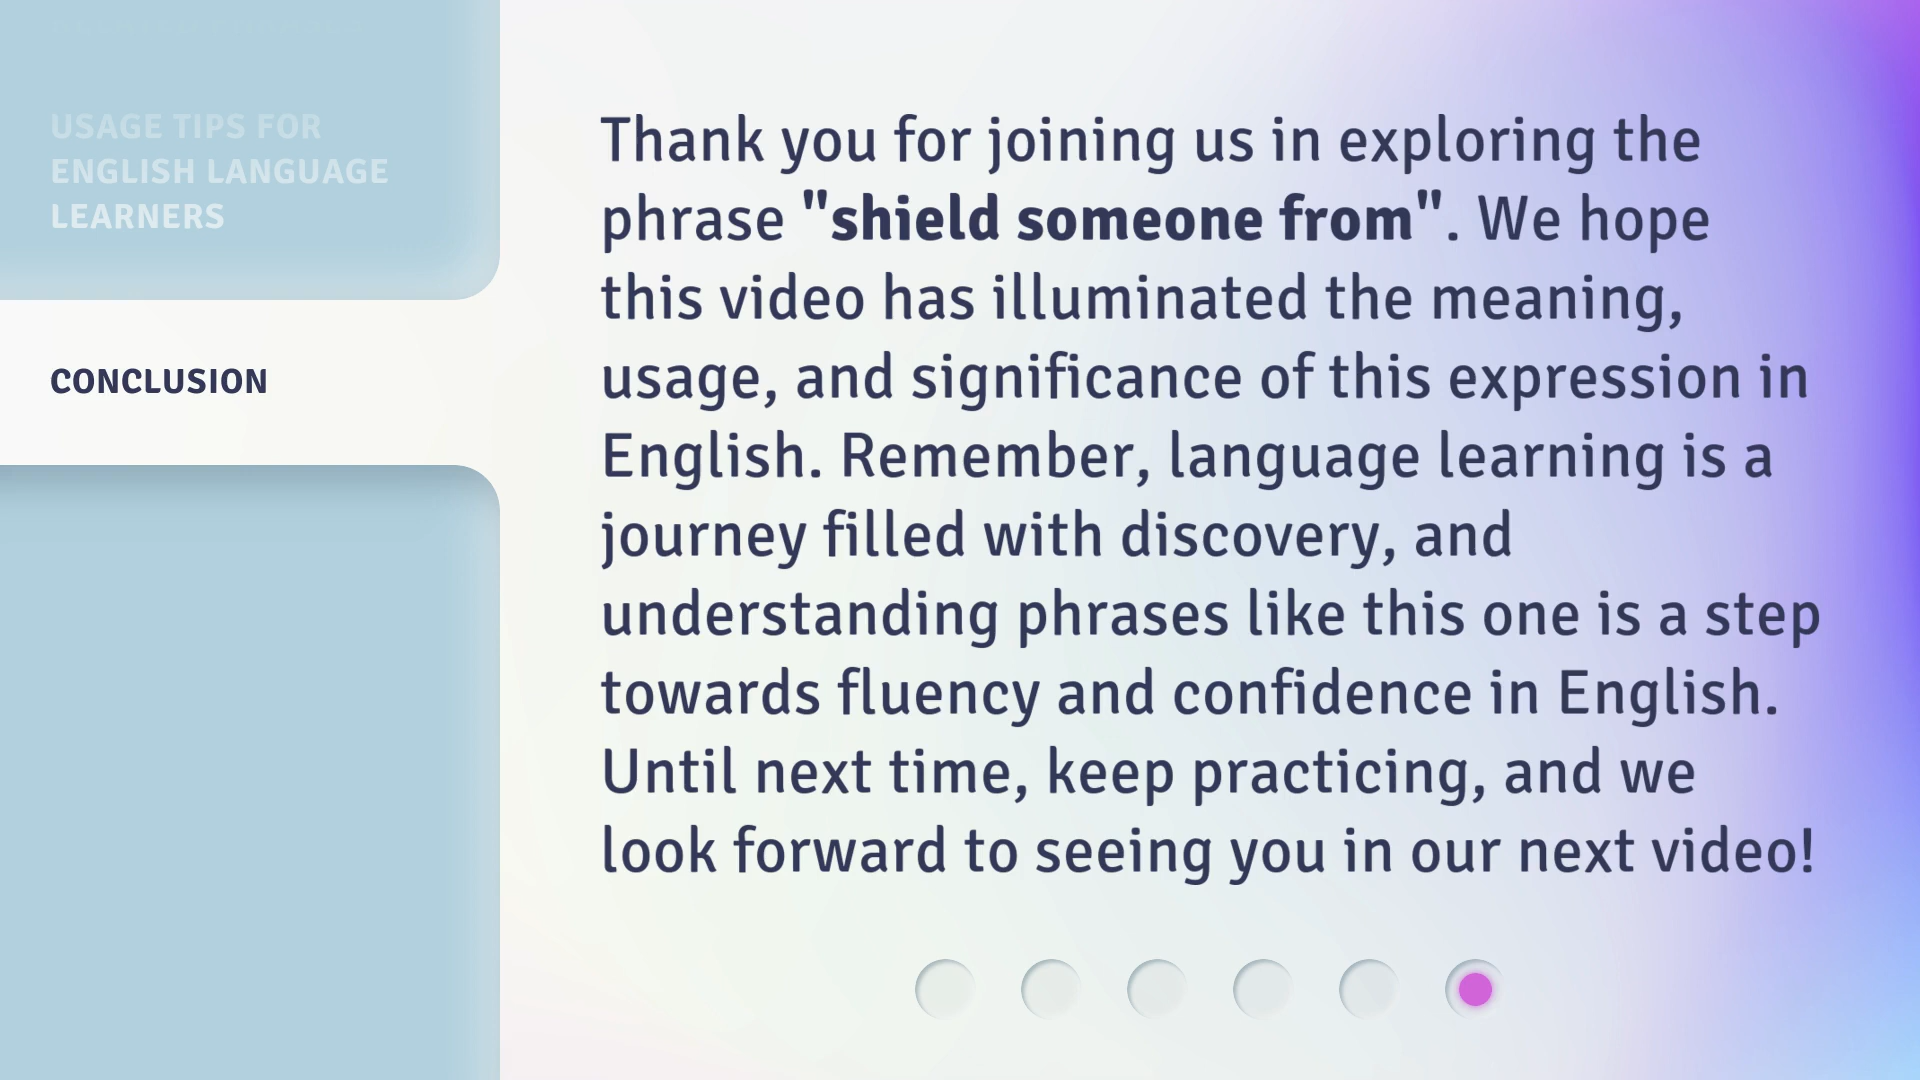 USAGE TIPS FOR
ENGLISH LANGUAGE
LEARNERS
CONCLUSION
Thank you for joining us in exploring the
phrase "shield someone from". We hope
this video has illuminated the meaning,
usage, and significance of this expression in
English. Remember, language learning is a
journey filled with discovery, and
understanding phrases like this one is a step
towards fluency and confidence in English.
Until next time, keep practicing, and we
look forward to seeing you in our next video!